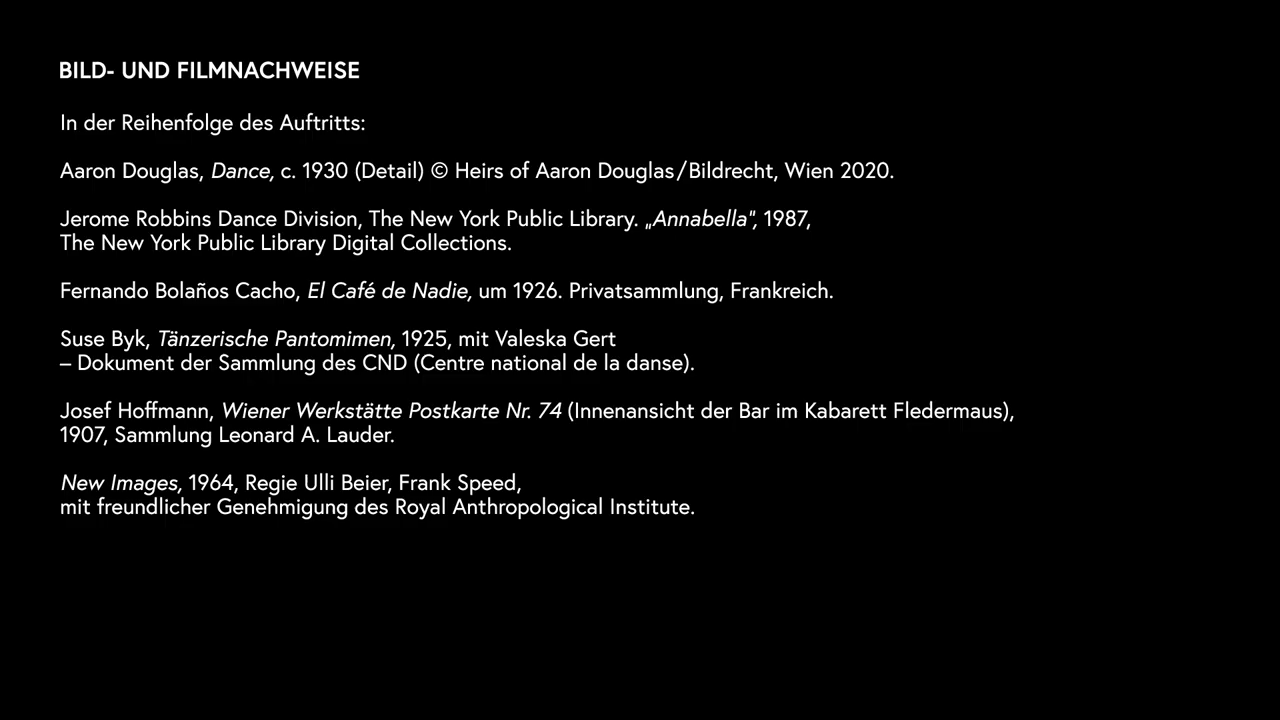 BILD- UND FILMNACHWEISE
In der Reihenfolge des Auftritts:
Aaron Douglas, Dance, c. 1930 (Detail) © Heirs of Aaron Douglas/Bildrecht, Wien 2020.
Jerome Robbins Dance Division, The New York Public Library. „Annabella“, 1987,
The New York Public Library Digital Collections.
Fernando Bolaños Cacho, El Café de Nadie, um 1926. Privatsammlung, Frankreich.
Suse Byk, Tänzerische Pantomimen, 1925, mit Valeska Gert
– Dokument der Sammlung des CND (Centre national de la danse).
Josef Hoffmann, Wiener Werkstätte Postkarte Nr. 74 (Innenansicht der Bar im Kabarett Fledermaus),
1907, Sammlung Leonard A. Lauder.
New Images, 1964, Regie Ulli Beier, Frank Speed,
mit freundlicher Genehmigung des Royal Anthropological Institute.